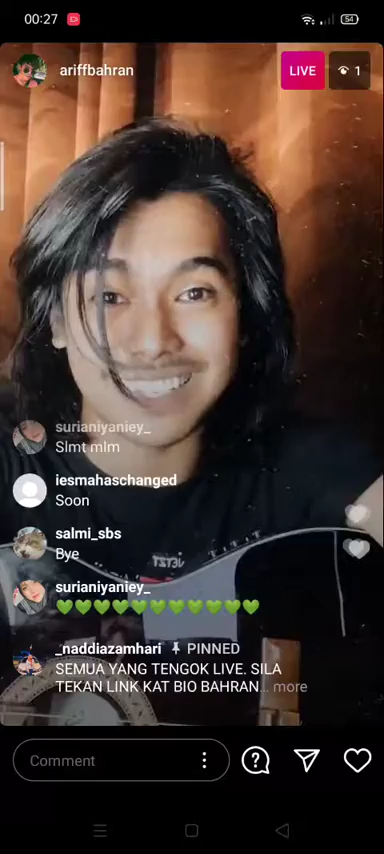 00:27
54
ariffbahran
LIVE
1
surianiyaniey_
Slmt mlm
iesmahaschanged
Soon
salmi_sbs
Bye
surianiyaniey_
💚💚💚💚💚💚💚💚💚💚💚
_naddiazamhari PINNED
SEMUA YANG TENGOK LIVE. SILA
TEKAN LINK KAT BIO BAHRAN... more
Comment